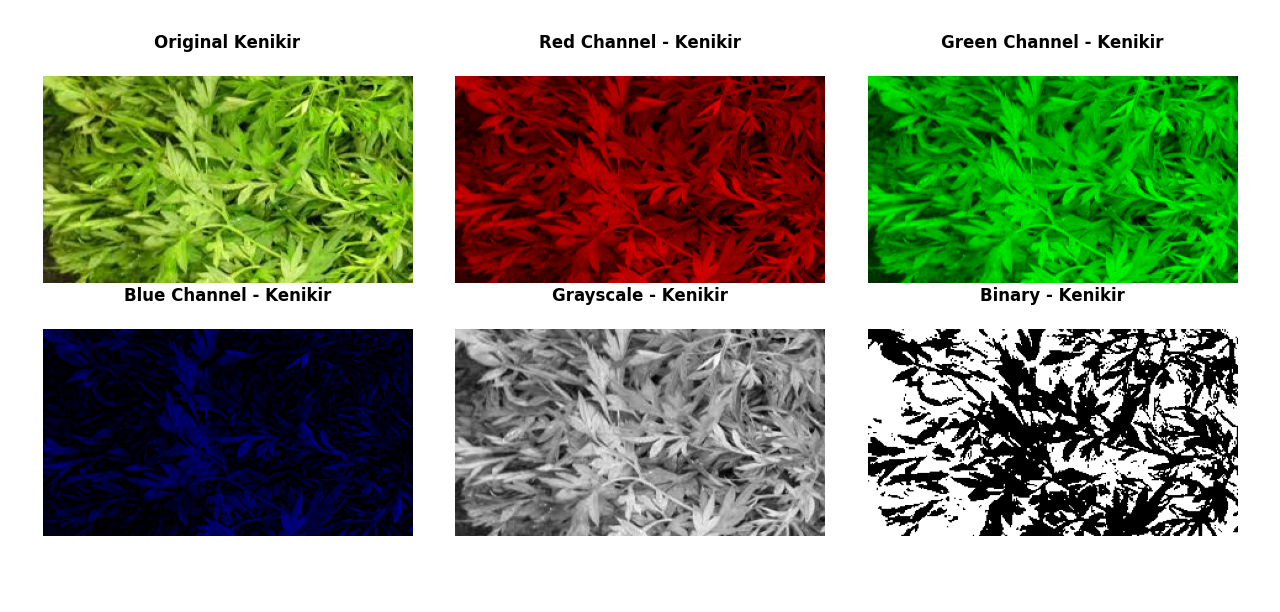 Original Kenikir
Red Channel - Kenikir
Green Channel - Kenikir
Blue Channel - Kenikir
Grayscale - Kenikir
Binary - Kenikir